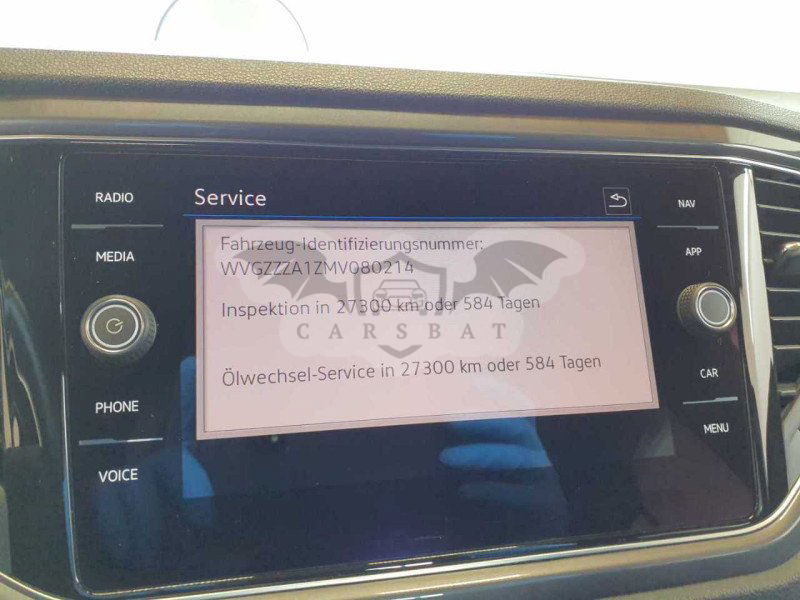 RADIO
MEDIA
PHONE
VOICE
Service
Fahrzeug-Identifizierungsnummer:
WVGZZZA1ZMV080214
Inspektion in 27300 km oder 584 Tagen
CARSBAT
Ölwechsel-Service in 27300 km oder 584 Tagen
NAV
APP
CAR
MENU